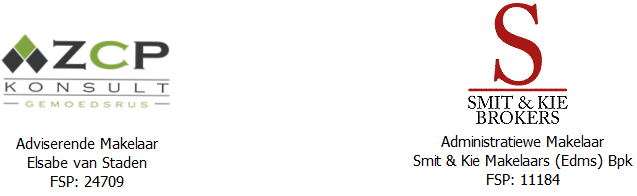 ZCP
KONSULT
GEMOEDSRUS
Adviserende Makelaar
Elsabe van Staden
FSP: 24709
S
SMIT & KIE
BROKERS
Administratiewe Makelaar
Smit & Kie Makelaars (Edms) Bpk
FSP: 11184